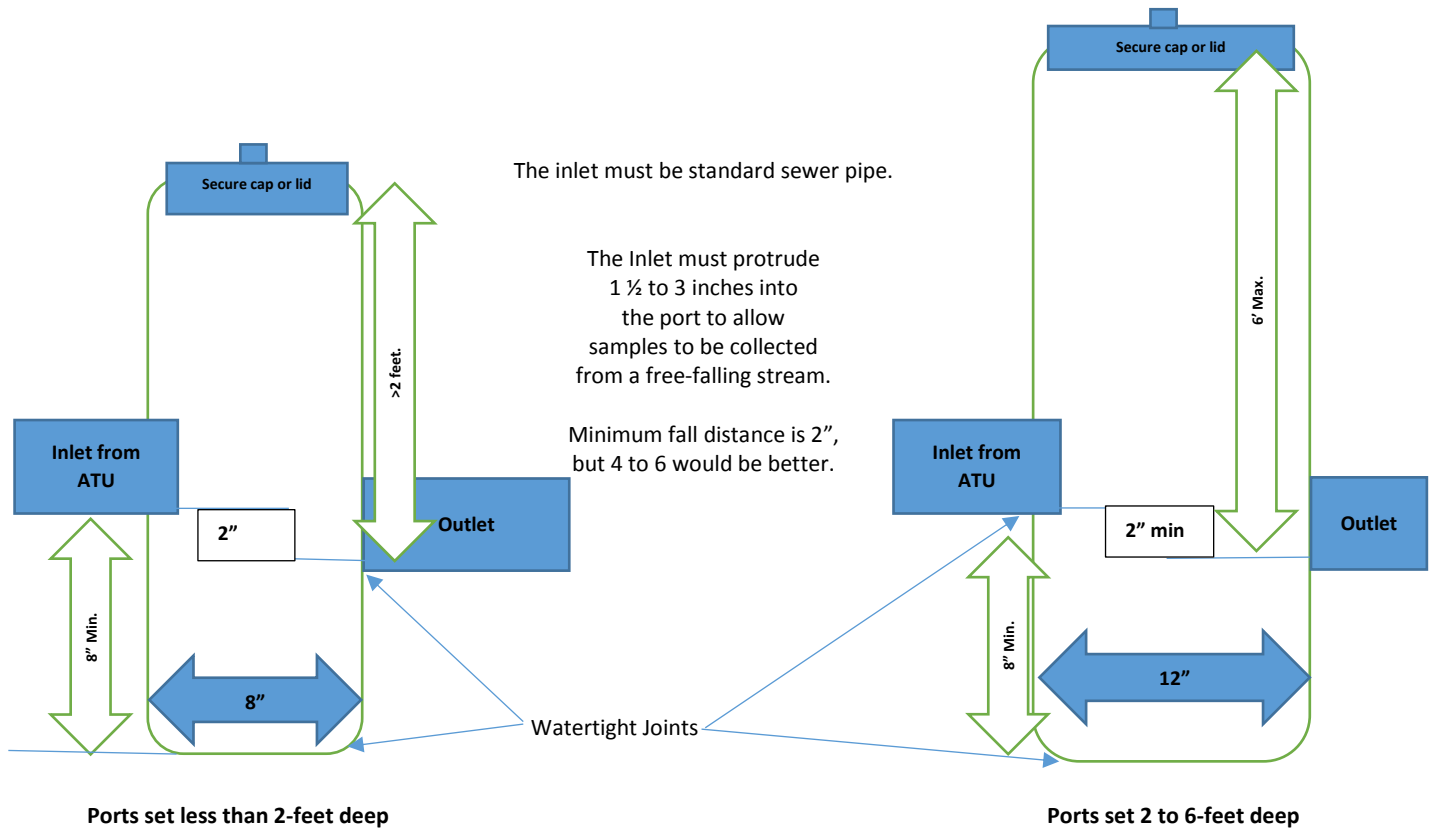 Secure cap or lid
Secure cap or lid
The inlet must be standard sewer pipe.
The Inlet must protrude
1 ½ to 3 inches into
the port to allow
samples to be collected
from a free-falling stream.
Minimum fall distance is 2”,
but 4 to 6 would be better.
>2 feet.
6’ Max.
Inlet from
ATU
2”
Outlet
8” Min.
8”
Inlet from
ATU
2” min
Outlet
8” Min.
12”
Watertight Joints
Ports set less than 2-feet deep
Ports set 2 to 6-feet deep